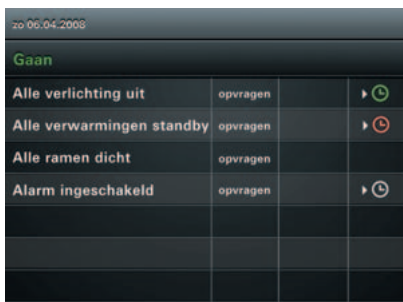 zo 06.04.2008
Gaan
Alle verlichting uit opvragen
Alle verwarmingen standby opvragen
Alle ramen dicht opvragen
Alarm ingeschakeld opvragen